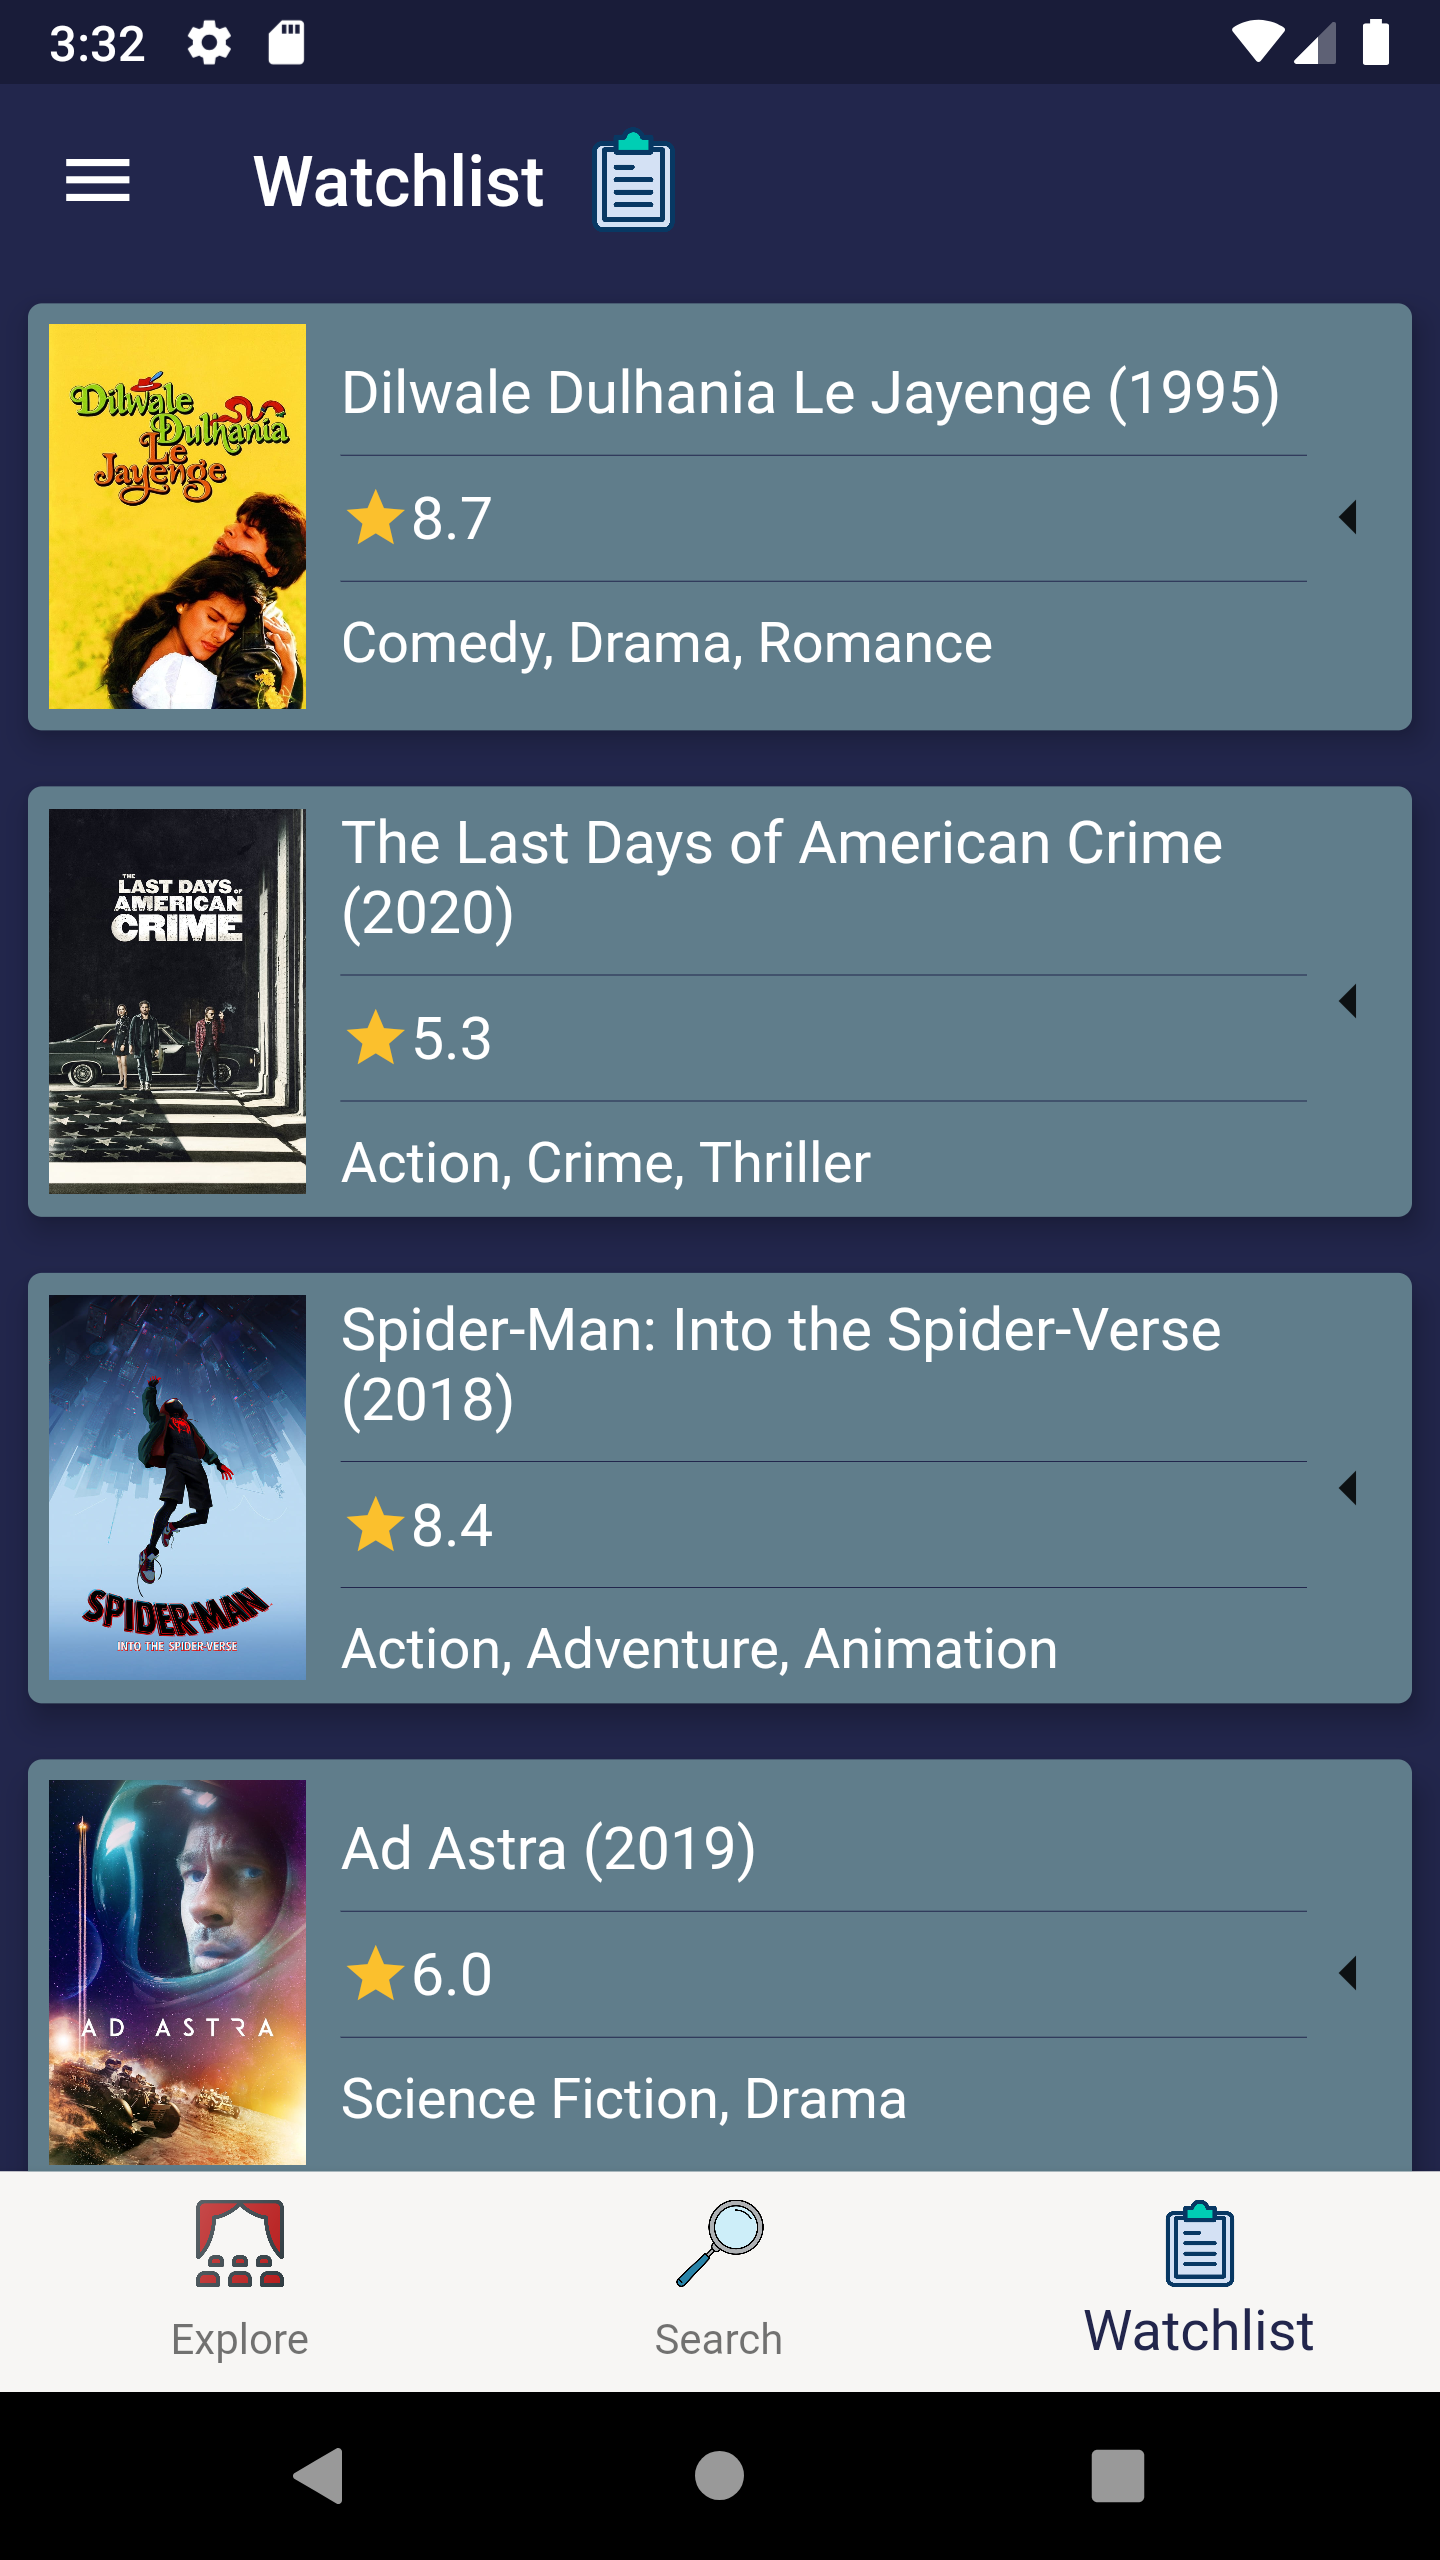 3:32
Watchlist
Dilwale
Dulhania
Le
Jayenge
Dilwale Dulhania Le Jayenge (1995)
8.7
Comedy, Drama, Romance
THE
LAST DAYS OF
AMERICAN
CRIME
The Last Days of American Crime
(2020)
5.3
Action, Crime, Thriller
SPIDER-MAN
INTO THE SPIDER-VERSE
Spider-Man: Into the Spider-Verse
(2018)
8.4
Action, Adventure, Animation
AD ASTRA
Ad Astra (2019)
6.0
Science Fiction, Drama
Explore
Search
Watchlist